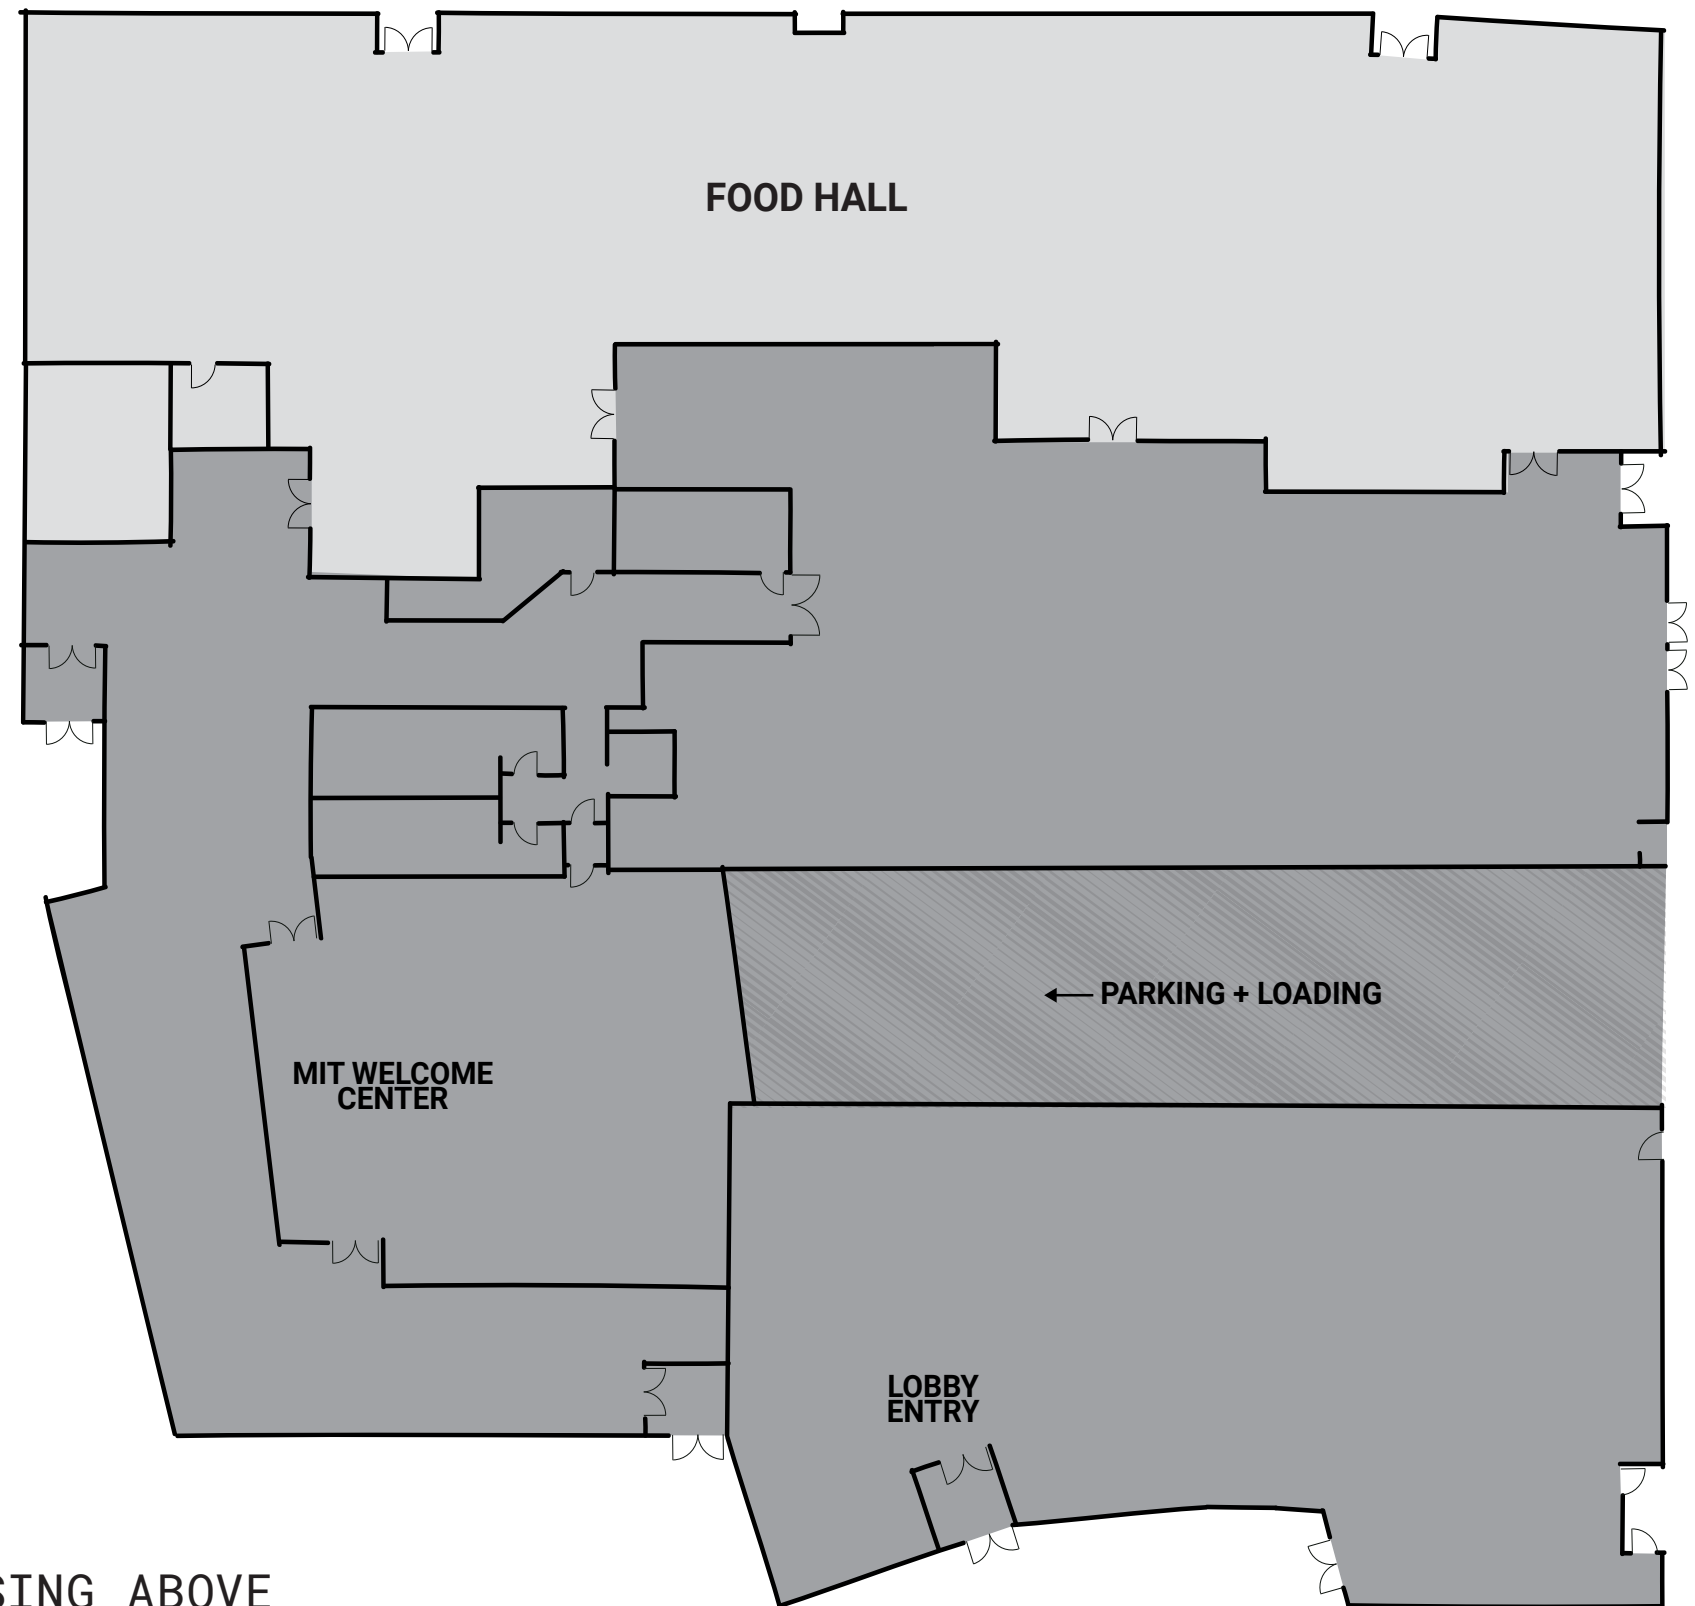 FOOD HALL
← PARKING + LOADING
MIT WELCOME
CENTER
LOBBY
ENTRY
SING ABOVE